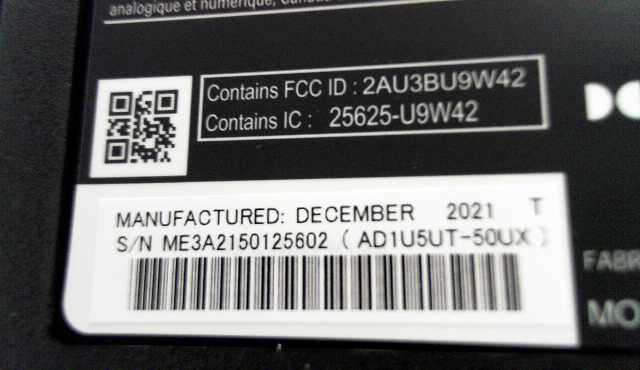 analogique et numérique, Canada
Contains FCC ID : 2AU3BU9W42
Contains IC : 25625-U9W42
MANUFACTURED: DECEMBER 2021 T
S/N ME3A2150125602 ( AD1U5UT-50UX )
FABR
MO